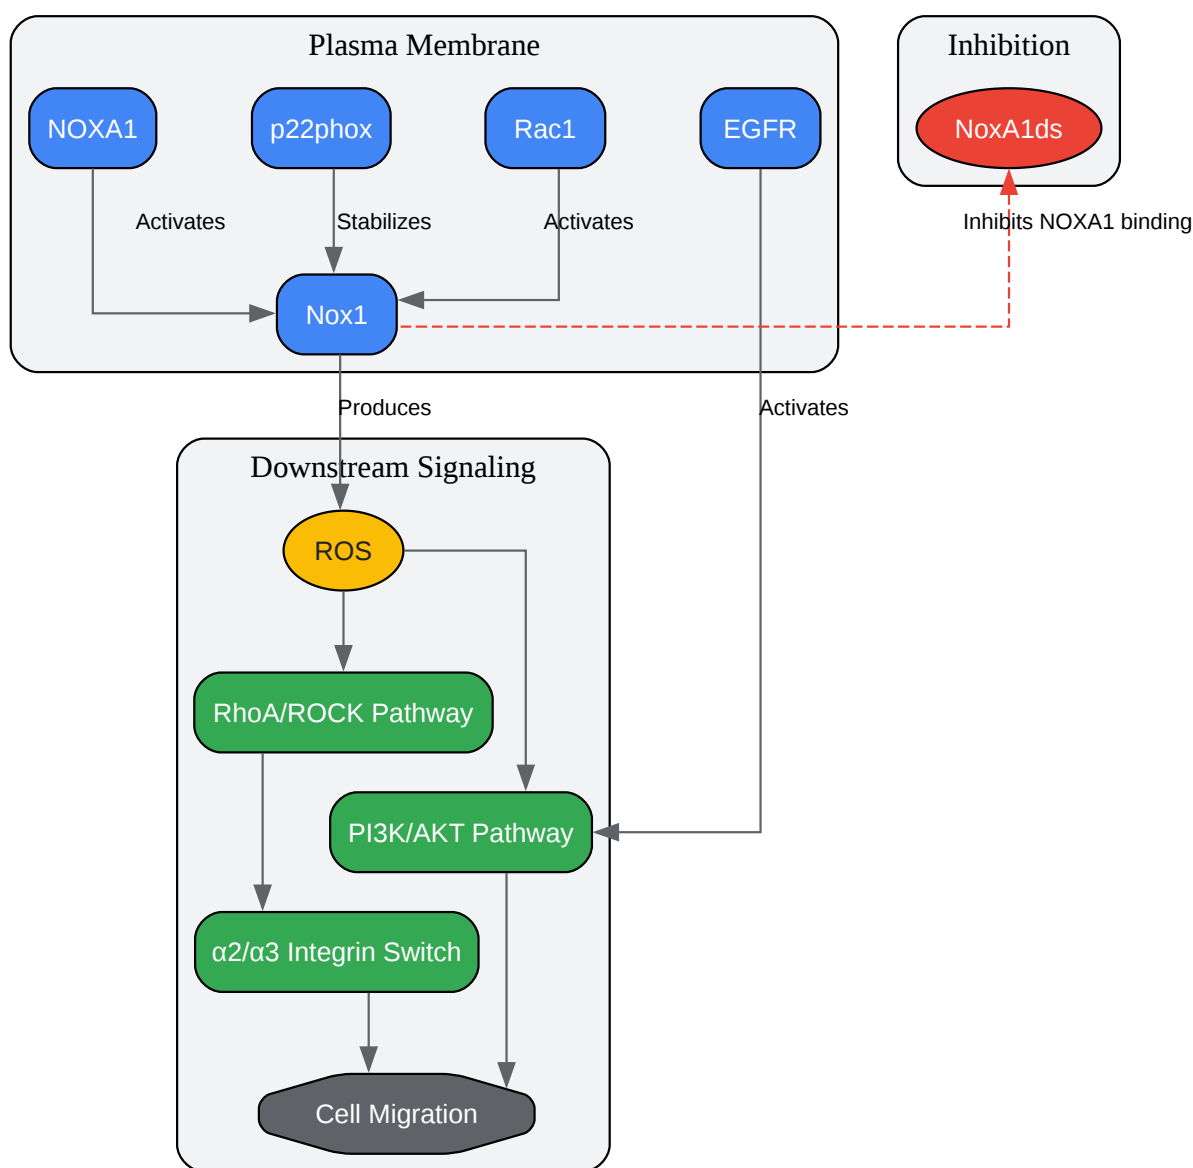 Plasma Membrane
Inhibition
NOXA1
p22phox
Rac1
EGFR
NoxA1ds
Activates
Stabilizes
Activates
Inhibits NOXA1 binding
Nox1
Produces
Activates
Downstream Signaling
ROS
RhoA/ROCK Pathway
PI3K/AKT Pathway
α2/α3 Integrin Switch
Cell Migration